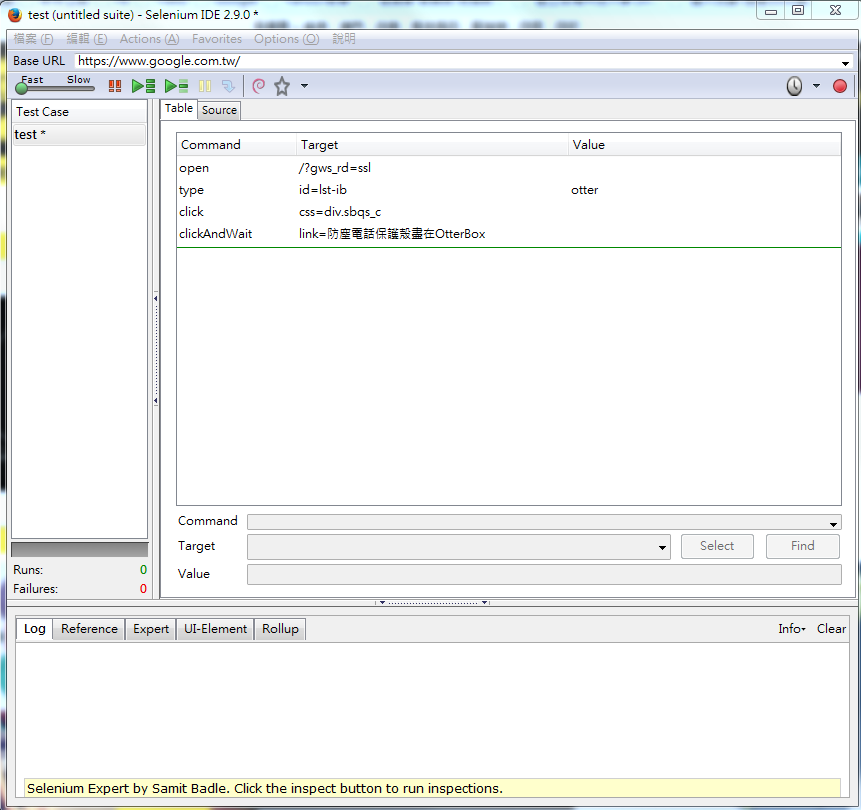 test (untitled suite) - Selenium IDE 2.9.0 *
檔案 (F) 編輯 (E) Actions (A) Favorites Options (O) 說明
Base URL https://www.google.com.tw/
Fast Slow
Test Case
test *
Table Source
Command Target Value
open /?gws_rd=ssl
type id=lst-ib otter
click css=div.sbqs_c
clickAndWait link=防塵電話保護殼盡在OtterBox
Command
Target Select Find
Value
Runs: 0
Failures: 0
Log Reference Expert UI-Element Rollup Info Clear
Selenium Expert by Samit Badle. Click the inspect button to run inspections.